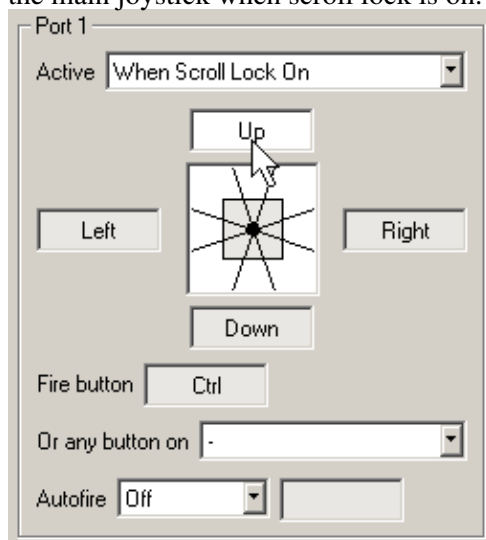 the main joystick when scroll lock is on.
Port 1
Active When Scroll Lock On
Up
Left Right
Down
Fire button Ctrl
Or any button on -
Autofire Off